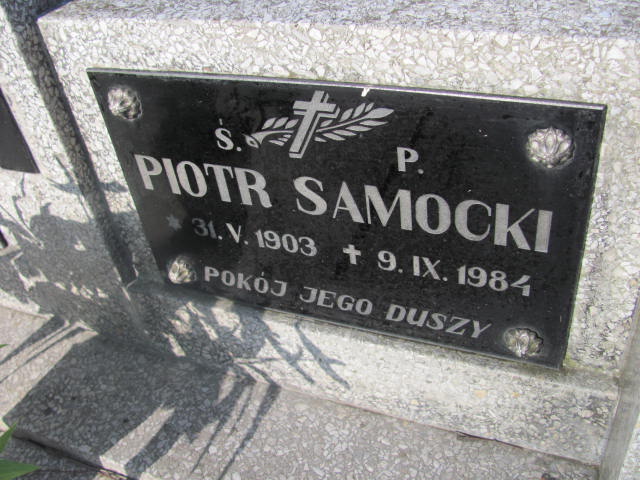 Ś. P.
PIOTR SAMOCKI
* 31. V. 1903 ✝ 9. IX. 1984
POKÓJ JEGO DUSZY